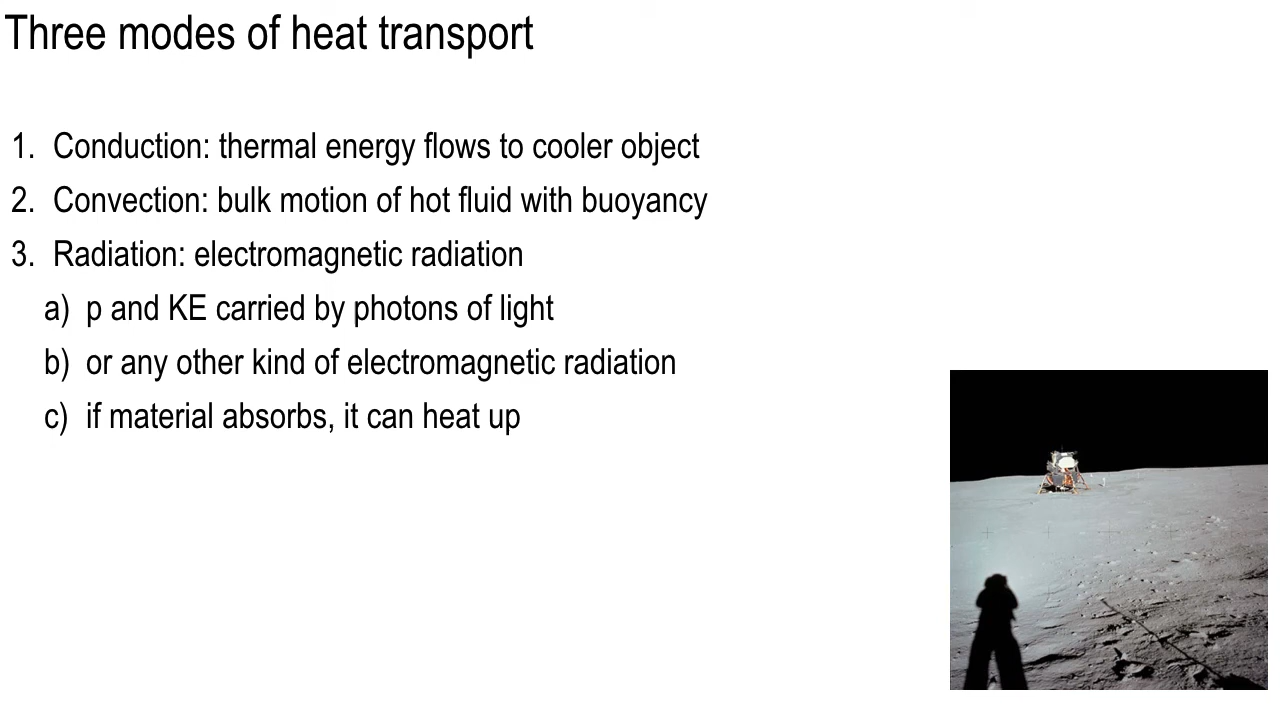 Three modes of heat transport
1. Conduction: thermal energy flows to cooler object
2. Convection: bulk motion of hot fluid with buoyancy
3. Radiation: electromagnetic radiation
a) p and KE carried by photons of light
b) or any other kind of electromagnetic radiation
c) if material absorbs, it can heat up